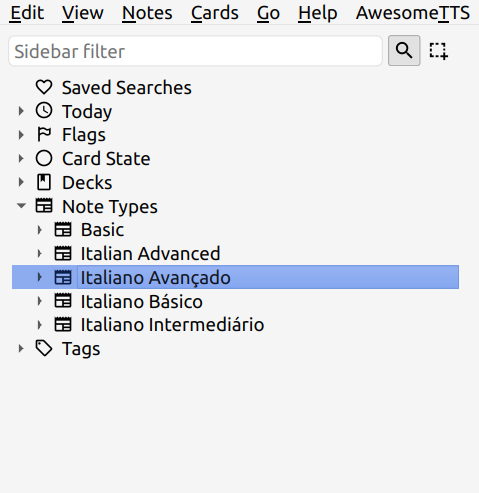 Edit View Notes Cards Go Help AwesomeTTS
Sidebar filter
Saved Searches
Today
Flags
Card State
Decks
Note Types
Basic
Italian Advanced
Italiano Avançado
Italiano Básico
Italiano Intermediário
Tags